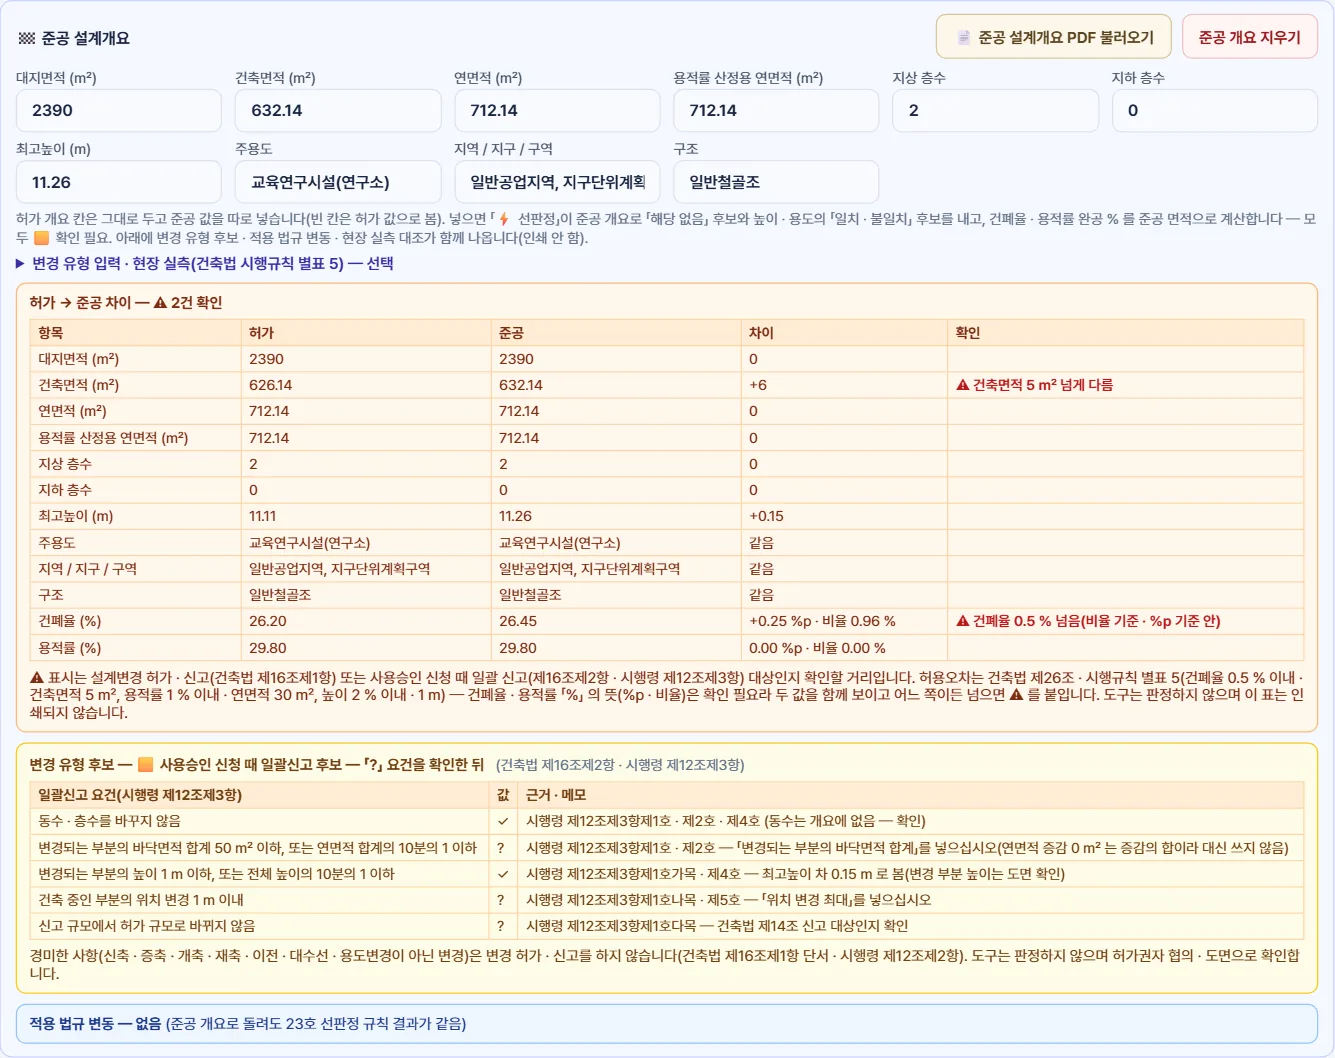 준공 설계개요
준공 설계개요 PDF 불러오기
준공 개요 지우기
대지면적 (m²) 건축면적 (m²) 연면적 (m²) 용적률 산정용 연면적 (m²) 지상 층수 지하 층수
2390 632.14 712.14 712.14 2 0
최고높이 (m) 주용도 지역 / 지구 / 구역 구조
11.26 교육연구시설(연구소) 일반공업지역, 지구단위계획 일반철골조
허가 개요 칸은 그대로 두고 준공 값을 따로 넣습니다(빈 칸은 허가 값으로 봄). 넣으면 「⚡ 선판정」이 준공 개요로 「해당 없음」 후보와 높이 · 용도의 「일치 · 불일치」 후보를 내고, 건폐율 · 용적률 완공 % 를 준공 면적으로 계산합니다 — 모
두 🟧 확인 필요. 아래에 변경 유형 후보 · 적용 법규 변동 · 현장 실측 대조가 함께 나옵니다(인쇄 안 함).
▶ 변경 유형 입력 · 현장 실측(건축법 시행규칙 별표 5) — 선택
허가 → 준공 차이 — ⚠ 2건 확인
항목 허가 준공 차이 확인
대지면적 (m²) 2390 2390 0
건축면적 (m²) 626.14 632.14 +6 ⚠ 건축면적 5 m² 넘게 다름
연면적 (m²) 712.14 712.14 0
용적률 산정용 연면적 (m²) 712.14 712.14 0
지상 층수 2 2 0
지하 층수 0 0 0
최고높이 (m) 11.11 11.26 +0.15
주용도 교육연구시설(연구소) 교육연구시설(연구소) 같음
지역 / 지구 / 구역 일반공업지역, 지구단위계획구역 일반공업지역, 지구단위계획구역 같음
구조 일반철골조 일반철골조 같음
건폐율 (%) 26.20 26.45 +0.25 %p · 비율 0.96 % ⚠ 건폐율 0.5 % 넘음(비율 기준 · %p 기준 안)
용적률 (%) 29.80 29.80 0.00 %p · 비율 0.00 %
⚠ 표시는 설계변경 허가 · 신고(건축법 제16조제1항) 또는 사용승인 신청 때 일괄 신고(제16조제2항 · 시행령 제12조제3항) 대상인지 확인할 거리입니다. 허용오차는 건축법 제26조 · 시행규칙 별표 5(건폐율 0.5 % 이내 ·
건축면적 5 m², 용적률 1 % 이내 · 연면적 30 m², 높이 2 % 이내 · 1 m) — 건폐율 · 용적률 「%」 의 뜻(%p · 비율)은 확인 필요라 두 값을 함께 보이고 어느 쪽이든 넘으면 ⚠ 를 붙입니다. 도구는 판정하지 않으며 이 표는 인
쇄되지 않습니다.
변경 유형 후보 — 🟧 사용승인 신청 때 일괄신고 후보 — 「?」 요건을 확인한 뒤 (건축법 제16조제2항 · 시행령 제12조제3항)
일괄신고 요건(시행령 제12조제3항) 값 근거 · 메모
동수 · 층수를 바꾸지 않음 ✓ 시행령 제12조제3항제1호 · 제2호 · 제4호 (동수는 개요에 없음 — 확인)
변경되는 부분의 바닥면적 합계 50 m² 이하, 또는 연면적 합계의 10분의 1 이하 ? 시행령 제12조제3항제1호 · 제2호 — 「변경되는 부분의 바닥면적 합계」를 넣으십시오(연면적 증감 0 m² 는 증감의 합이라 대신 쓰지 않음)
변경되는 부분의 높이 1 m 이하, 또는 전체 높이의 10분의 1 이하 ✓ 시행령 제12조제3항제1호가목 · 제4호 — 최고높이 차 0.15 m 로 봄(변경 부분 높이는 도면 확인)
건축 중인 부분의 위치 변경 1 m 이내 ? 시행령 제12조제3항제1호나목 · 제5호 — 「위치 변경 최대」를 넣으십시오
신고 규모에서 허가 규모로 바뀌지 않음 ? 시행령 제12조제3항제1호다목 — 건축법 제14조 신고 대상인지 확인
경미한 사항(신축 · 증축 · 개축 · 재축 · 이전 · 대수선 · 용도변경이 아닌 변경)은 변경 허가 · 신고를 하지 않습니다(건축법 제16조제1항 단서 · 시행령 제12조제2항). 도구는 판정하지 않으며 허가권자 협의 · 도면으로 확인합
니다.
적용 법규 변동 — 없음 (준공 개요로 돌려도 23호 선판정 규칙 결과가 같음)